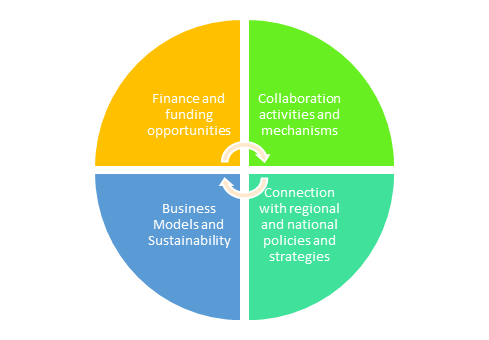 Finance and
funding
opportunities
Collaboration
activities and
mechanisms
Business
Models and
Sustainability
Connection
with regional
and national
policies and
strategies